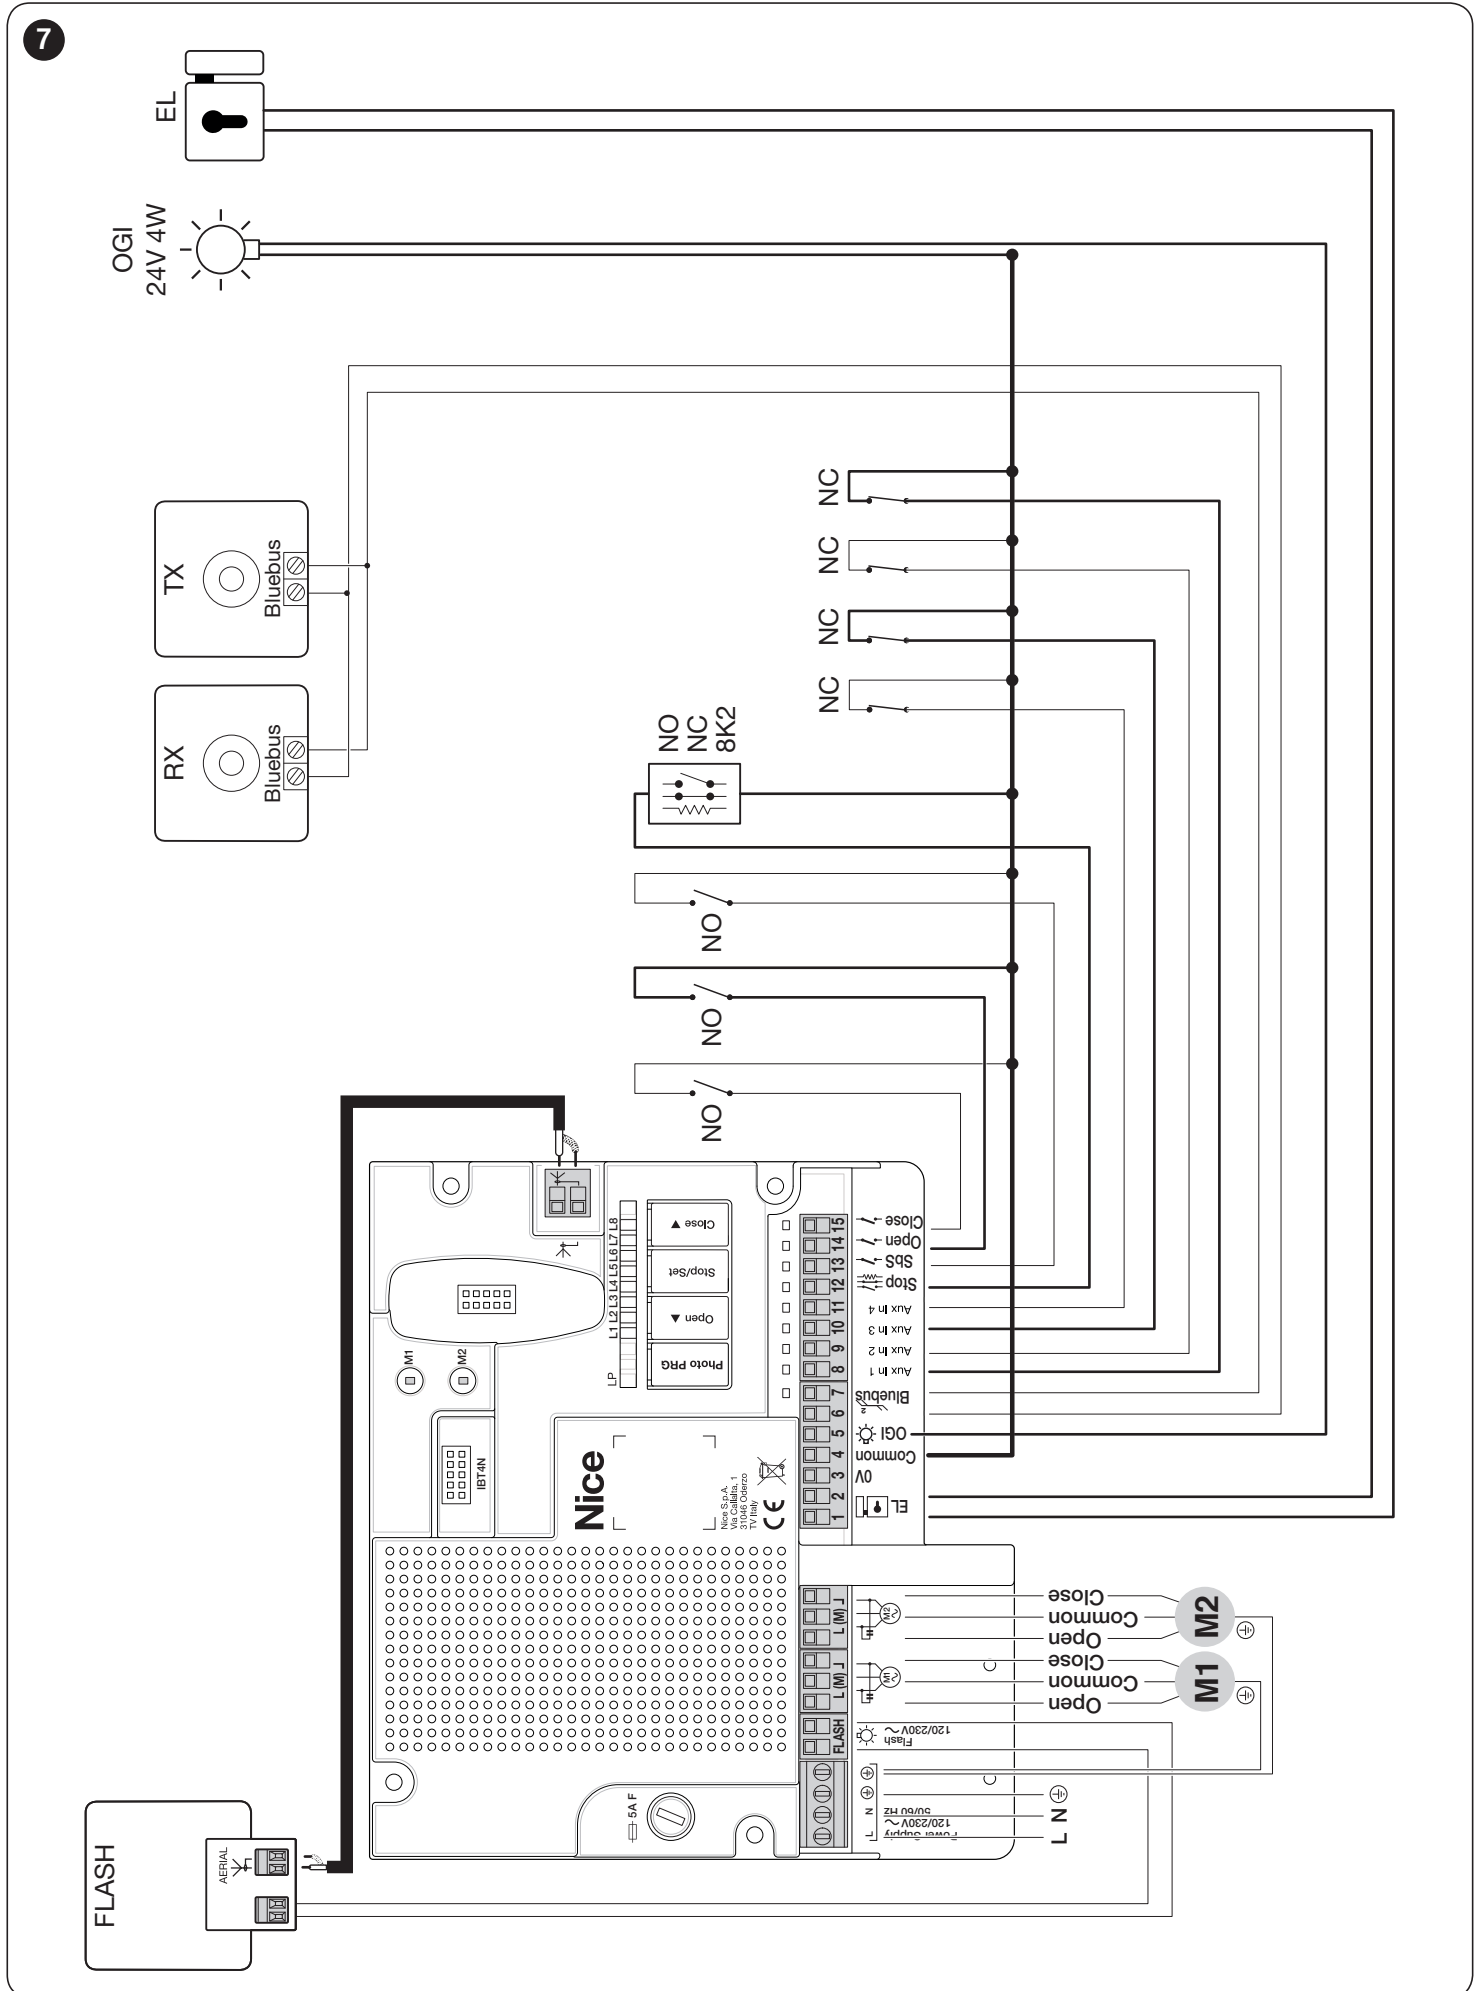 7
EL
OGI
24V 4W
TX
Bluebus
RX
Bluebus
NC
NC
NC
NC
NO
NC
8K2
NO
NO
NO
L1 L2 L3 L4 L5 L6 L7 L8
LP
Close ▼
Stop/Set
Open ▲
Photo PRG
M1
M2
IBT4N
Nice
Nice S.p.A.
Via Callalta, 1
31046 Oderzo
TV Italy
CE
15 Close
14 Open
13 SbS
12 Stop
11 Aux In 4
10 Aux In 3
9 Aux In 2
8 Aux In 1
7
Bluebus
6
5 OGI
4 Common
3 0V
2
EL
1
L (M)
M2
Close
Common
Open
M2
L (M)
M1
Close
Common
Open
M1
FLASH
Flash
120/230V
5A F
L N
Power Supply
120/230V
50/60 Hz
L N
FLASH
AERIAL